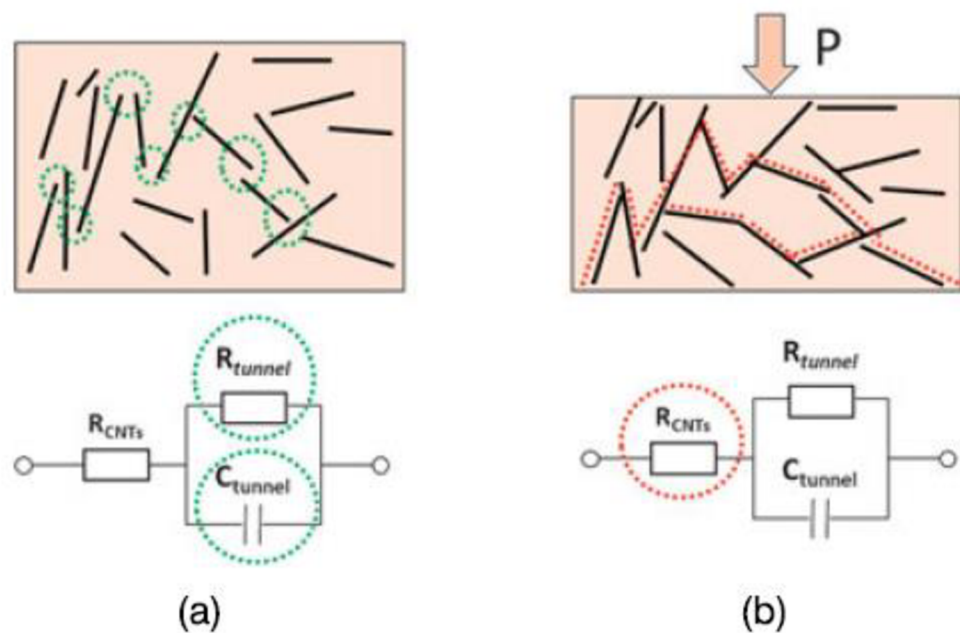 P
R_tunnel
R_CNTs
C_tunnel
R_tunnel
R_CNTs
C_tunnel
(a)
(b)